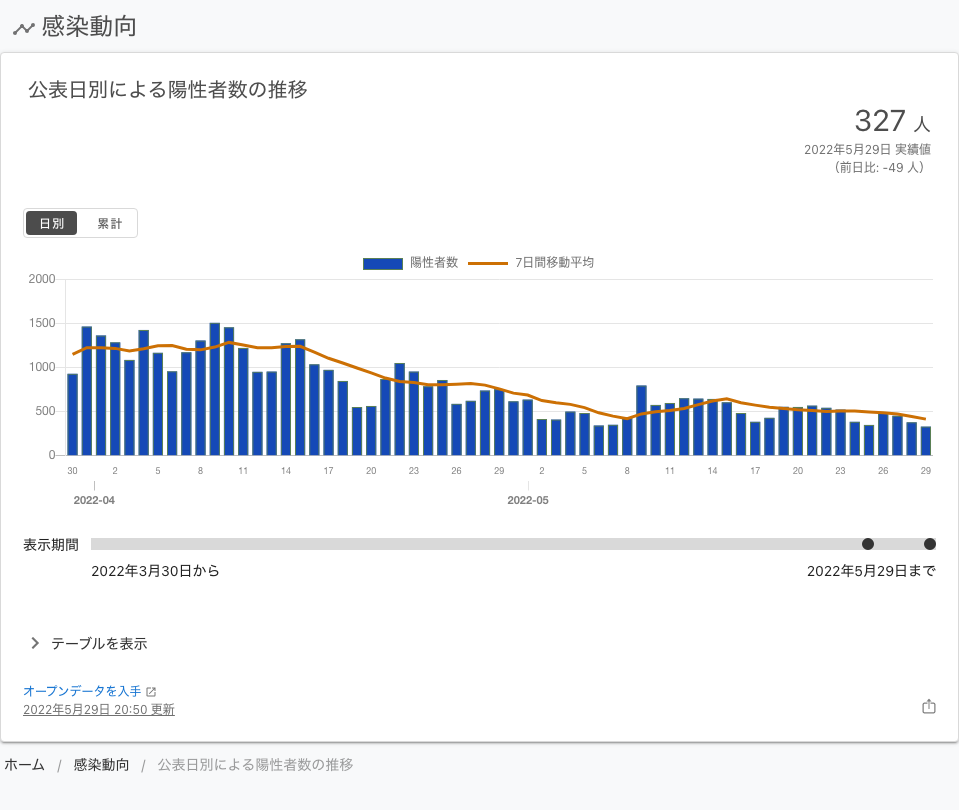 感染動向
公表日別による陽性者数の推移
327 人
2022年5月29日 実績値
（前日比: -49 人）
日別 累計
陽性者数 7日間移動平均
2000
1500
1000
500
0
30 2 5 8 11 14 17 20 23 26 29 2 5 8 11 14 17 20 23 26 29
2022-04 2022-05
表示期間
2022年3月30日から 2022年5月29日まで
テーブルを表示
オープンデータを入手
2022年5月29日 20:50 更新
ホーム / 感染動向 / 公表日別による陽性者数の推移